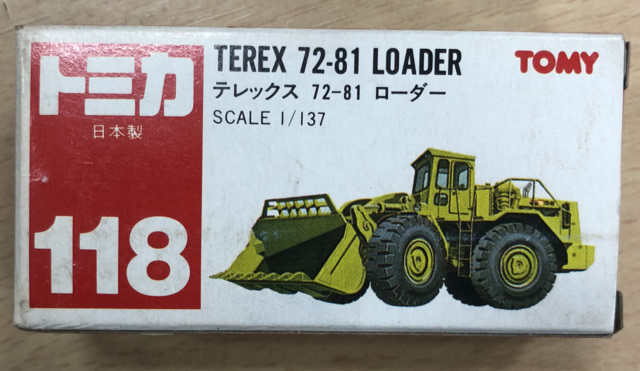 トミカ
日本製
118
TEREX 72-81 LOADER
テレックス 72-81 ローダー
SCALE 1/137
TOMY